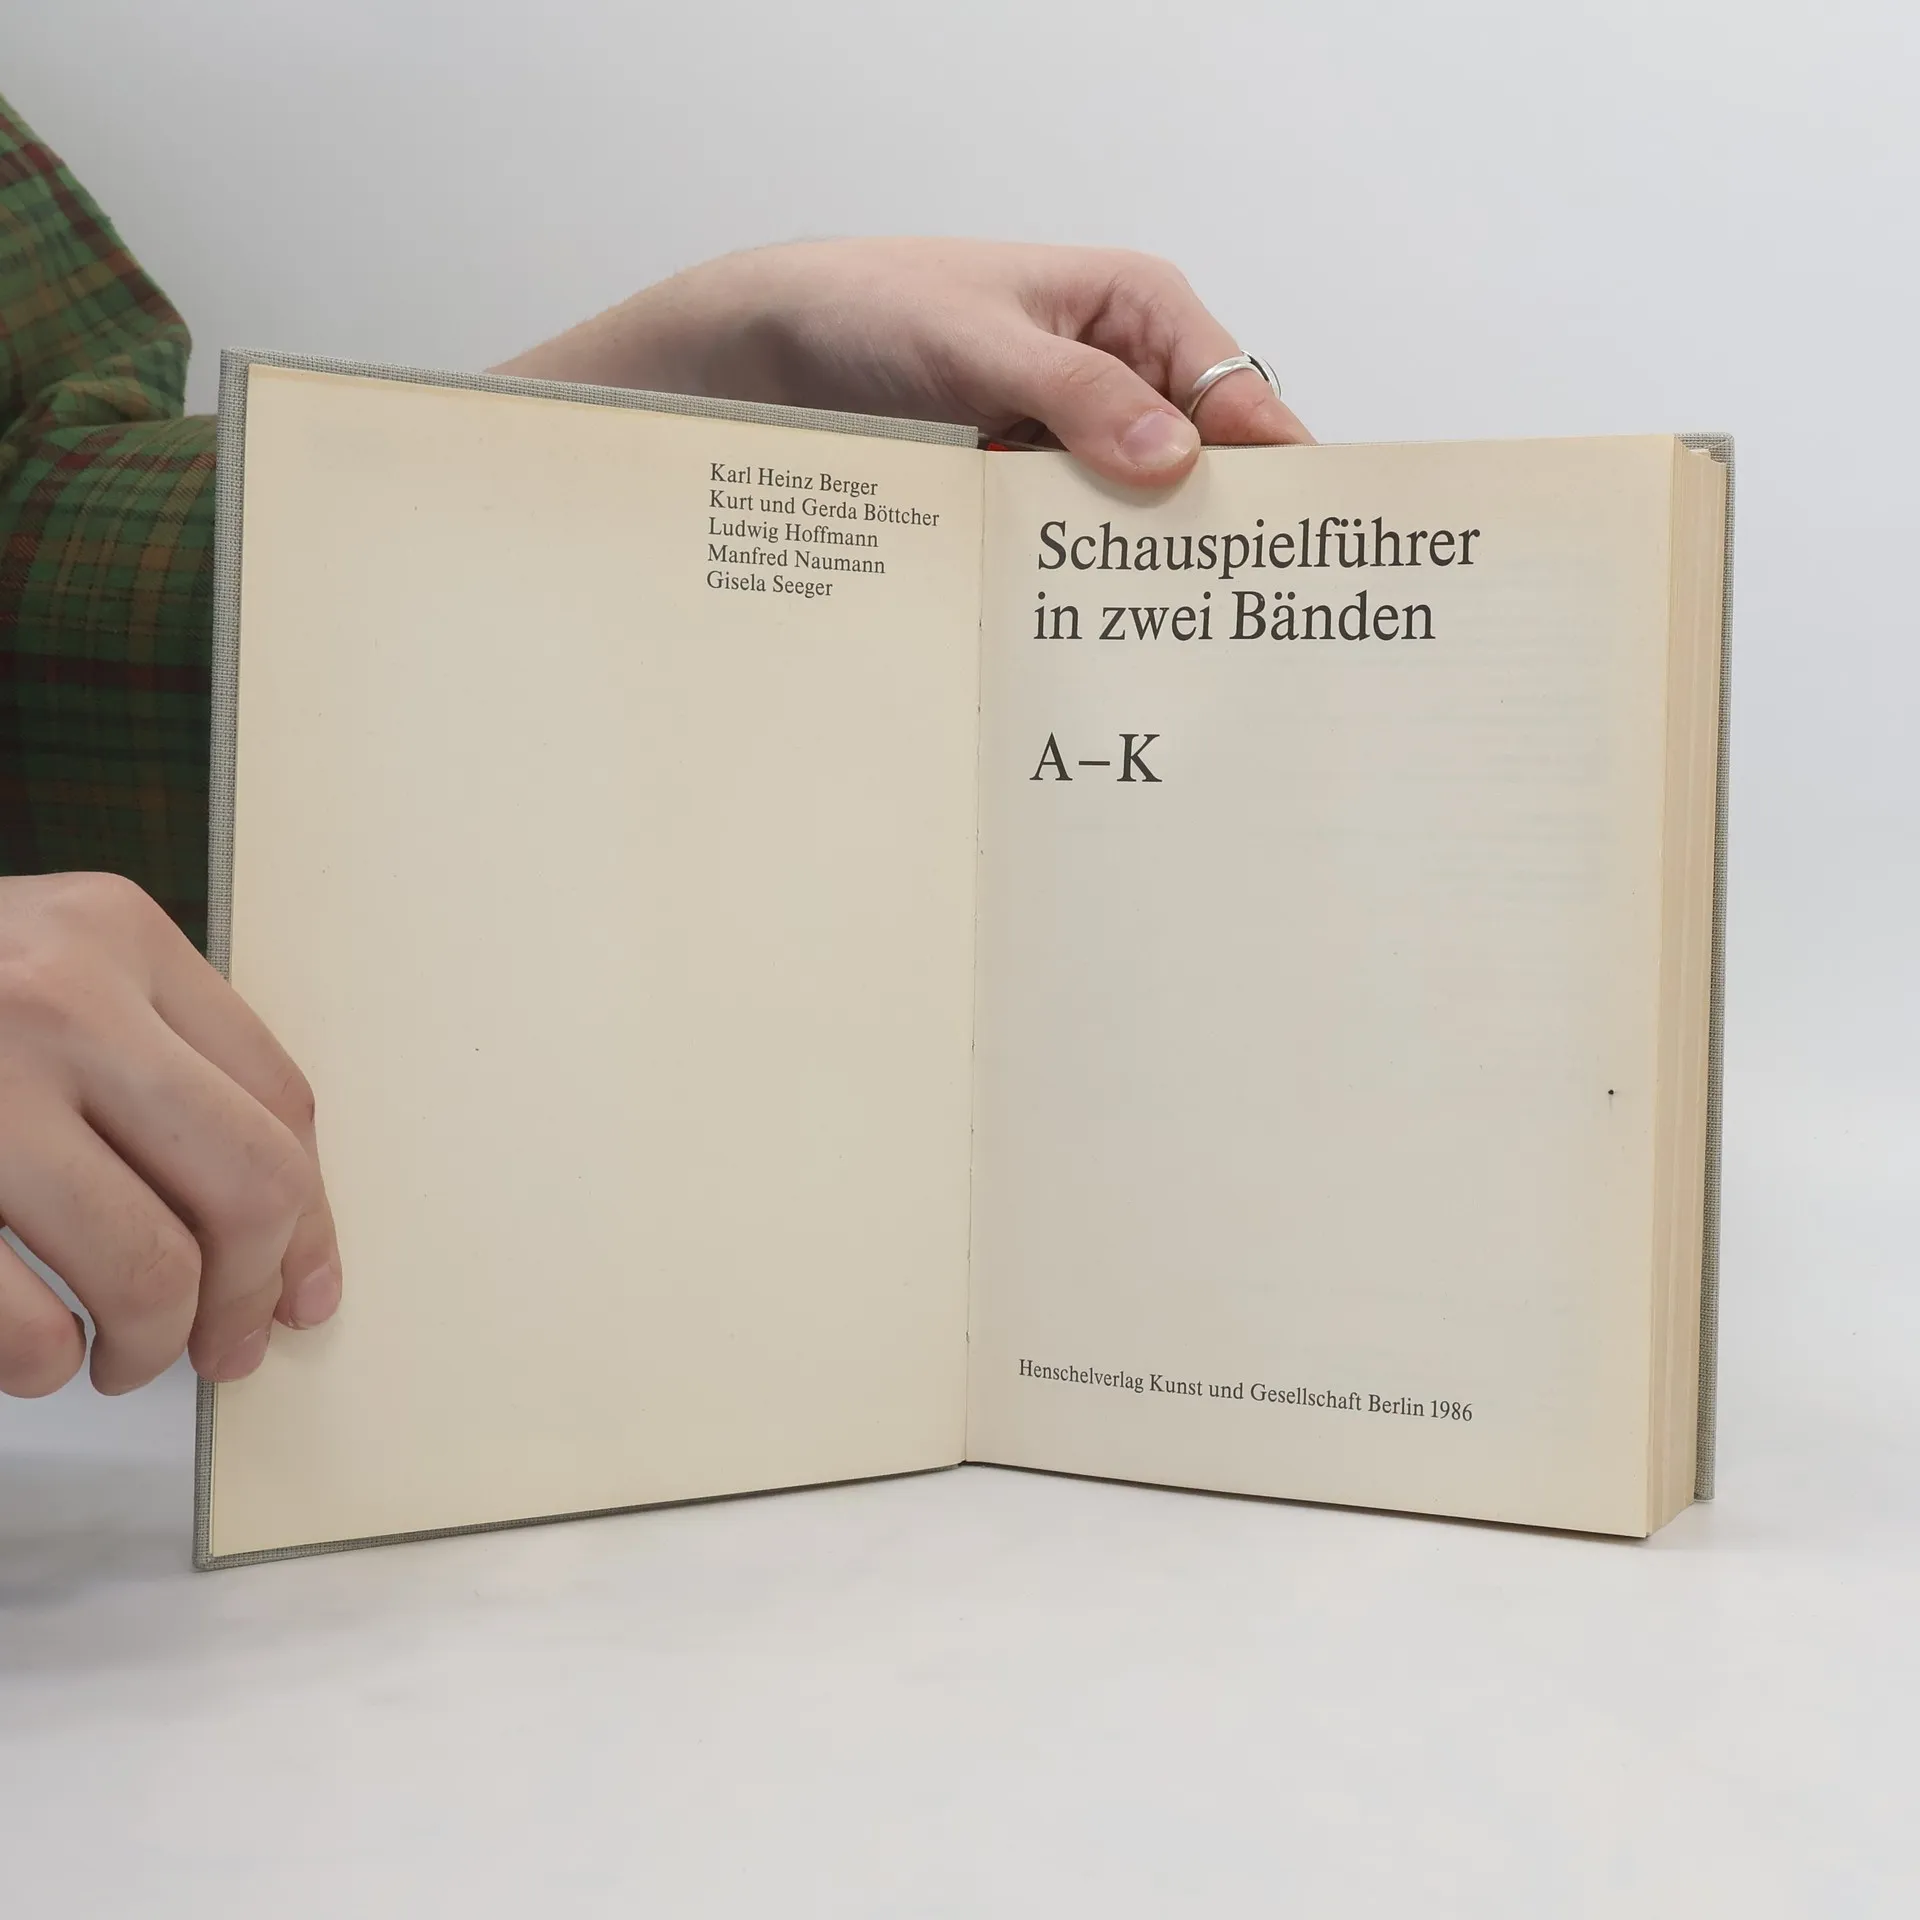 Karl Heinz Berger
Kurt und Gerda Böttcher
Ludwig Hoffmann
Manfred Naumann
Gisela Seeger
Schauspielführer
in zwei Bänden
A–K
Henschelverlag Kunst und Gesellschaft Berlin 1986